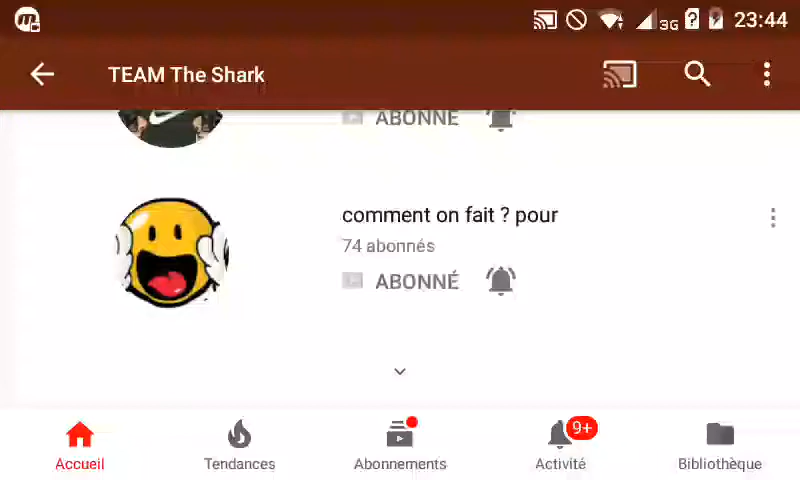 3G
23:44
TEAM The Shark
ABONNÉ
comment on fait ? pour
74 abonnés
ABONNÉ
9+
Accueil
Tendances
Abonnements
Activité
Bibliothèque